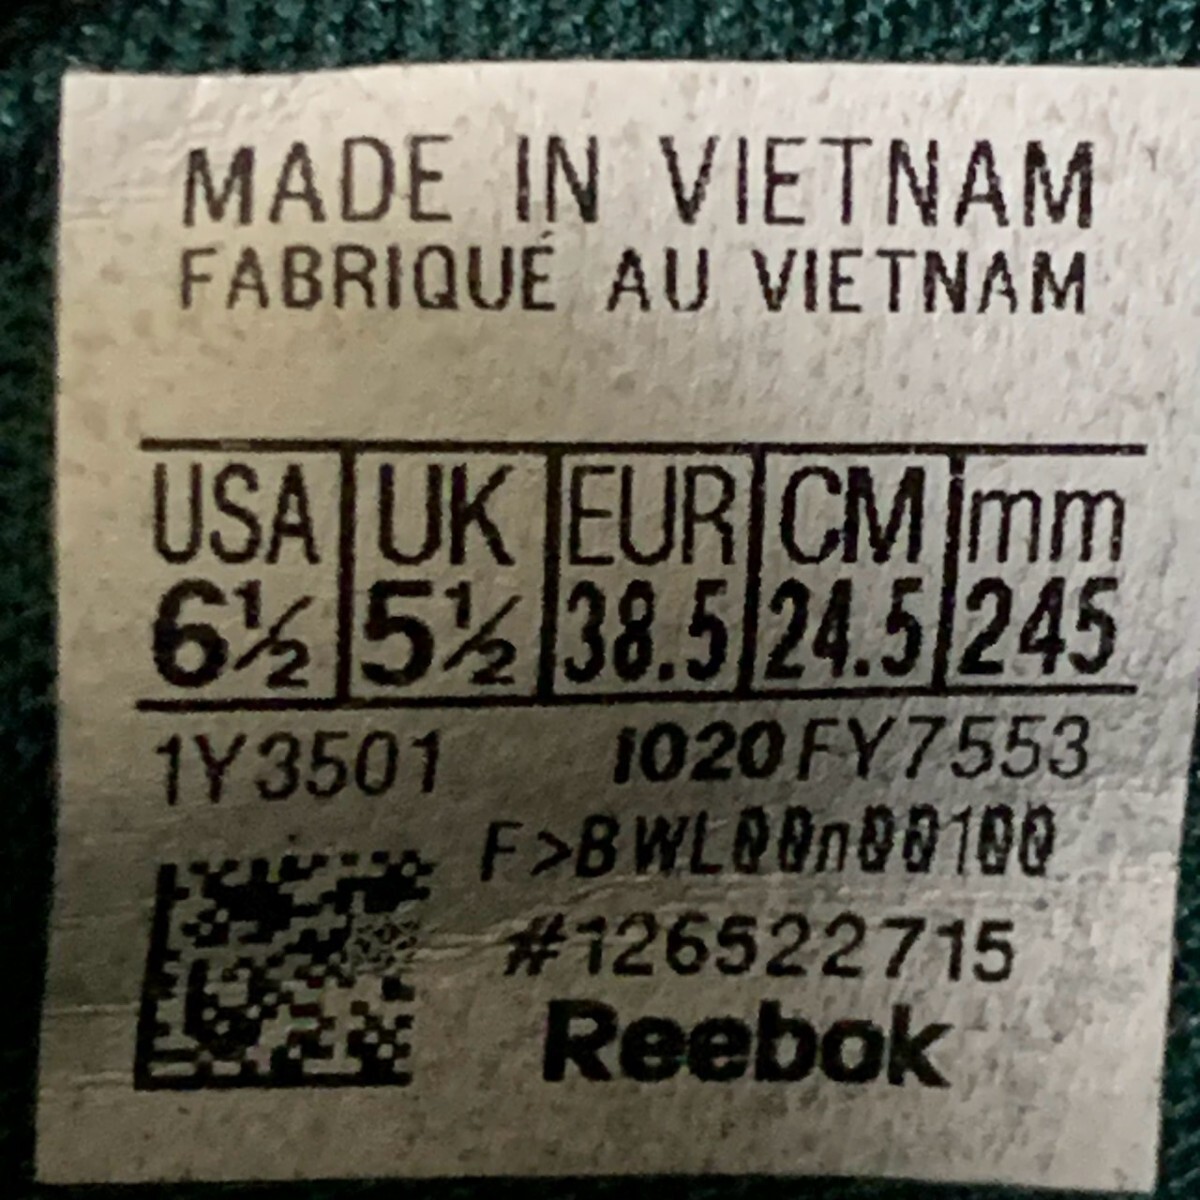 MADE IN VIETNAM
FABRIQUÉ AU VIETNAM
USA UK EUR CM mm
6½ 5½ 38.5 24.5 245
1Y3501 1020 FY7553
F>BWL00n00100
#126522715
Reebok